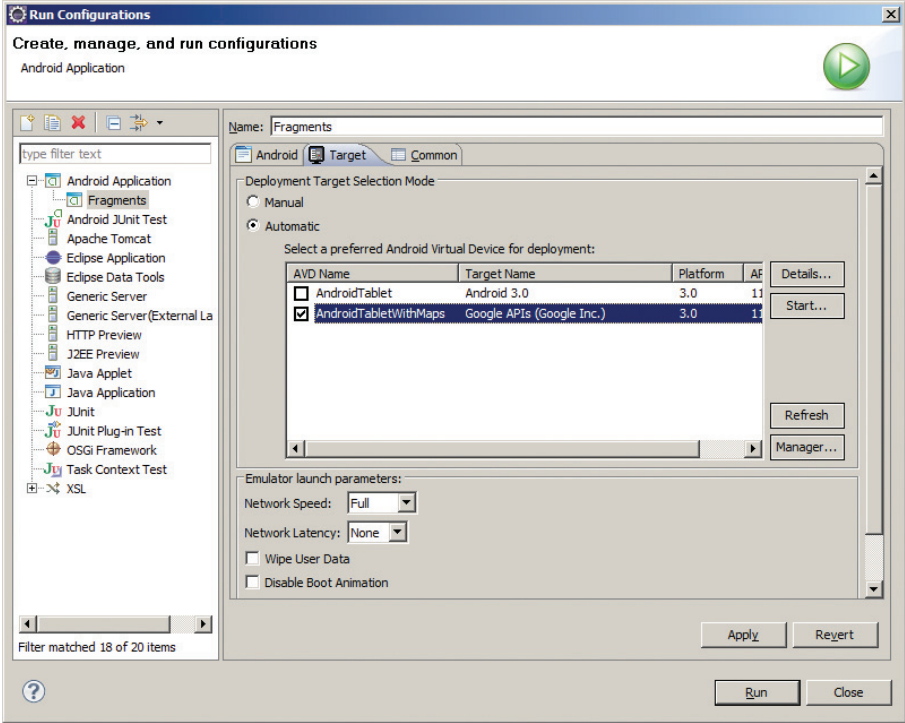 Run Configurations
Create, manage, and run configurations
Android Application
type filter text
Android Application
Fragments
Android JUnit Test
Apache Tomcat
Eclipse Application
Eclipse Data Tools
Generic Server
Generic Server(External La
HTTP Preview
J2EE Preview
Java Applet
Java Application
JUnit
JUnit Plug-in Test
OSGi Framework
Task Context Test
XSL
Filter matched 18 of 20 items
Name: Fragments
Android Target Common
Deployment Target Selection Mode
Manual
Automatic
Select a preferred Android Virtual Device for deployment:
AVD Name Target Name Platform AP
AndroidTablet Android 3.0 3.0 11
AndroidTabletWithMaps Google APIs (Google Inc.) 3.0 11
Details...
Start...
Refresh
Manager...
Emulator launch parameters:
Network Speed: Full
Network Latency: None
Wipe User Data
Disable Boot Animation
Apply Revert
Run Close